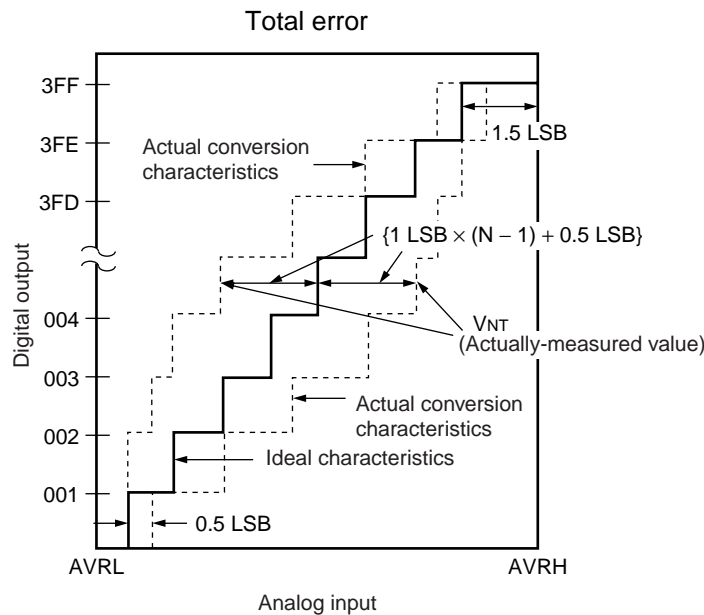 Total error
3FF
3FE
3FD
004
003
002
001
Digital output
Actual conversion
characteristics
1.5 LSB
{1 LSB × (N − 1) + 0.5 LSB}
VNT
(Actually-measured value)
Actual conversion
characteristics
Ideal characteristics
0.5 LSB
AVRL
AVRH
Analog input